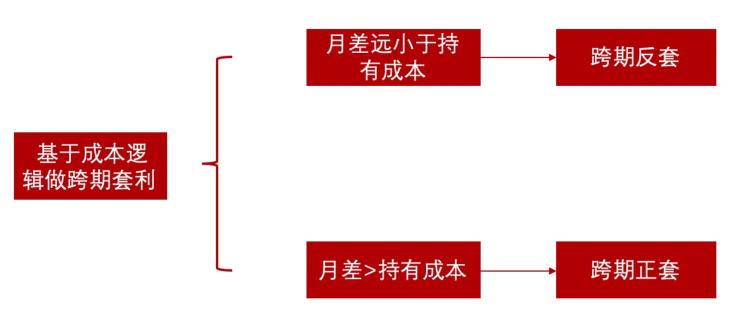 基于成本逻
辑做跨期套利
月差远小于持
有成本
跨期反套
月差>持有成本
跨期正套